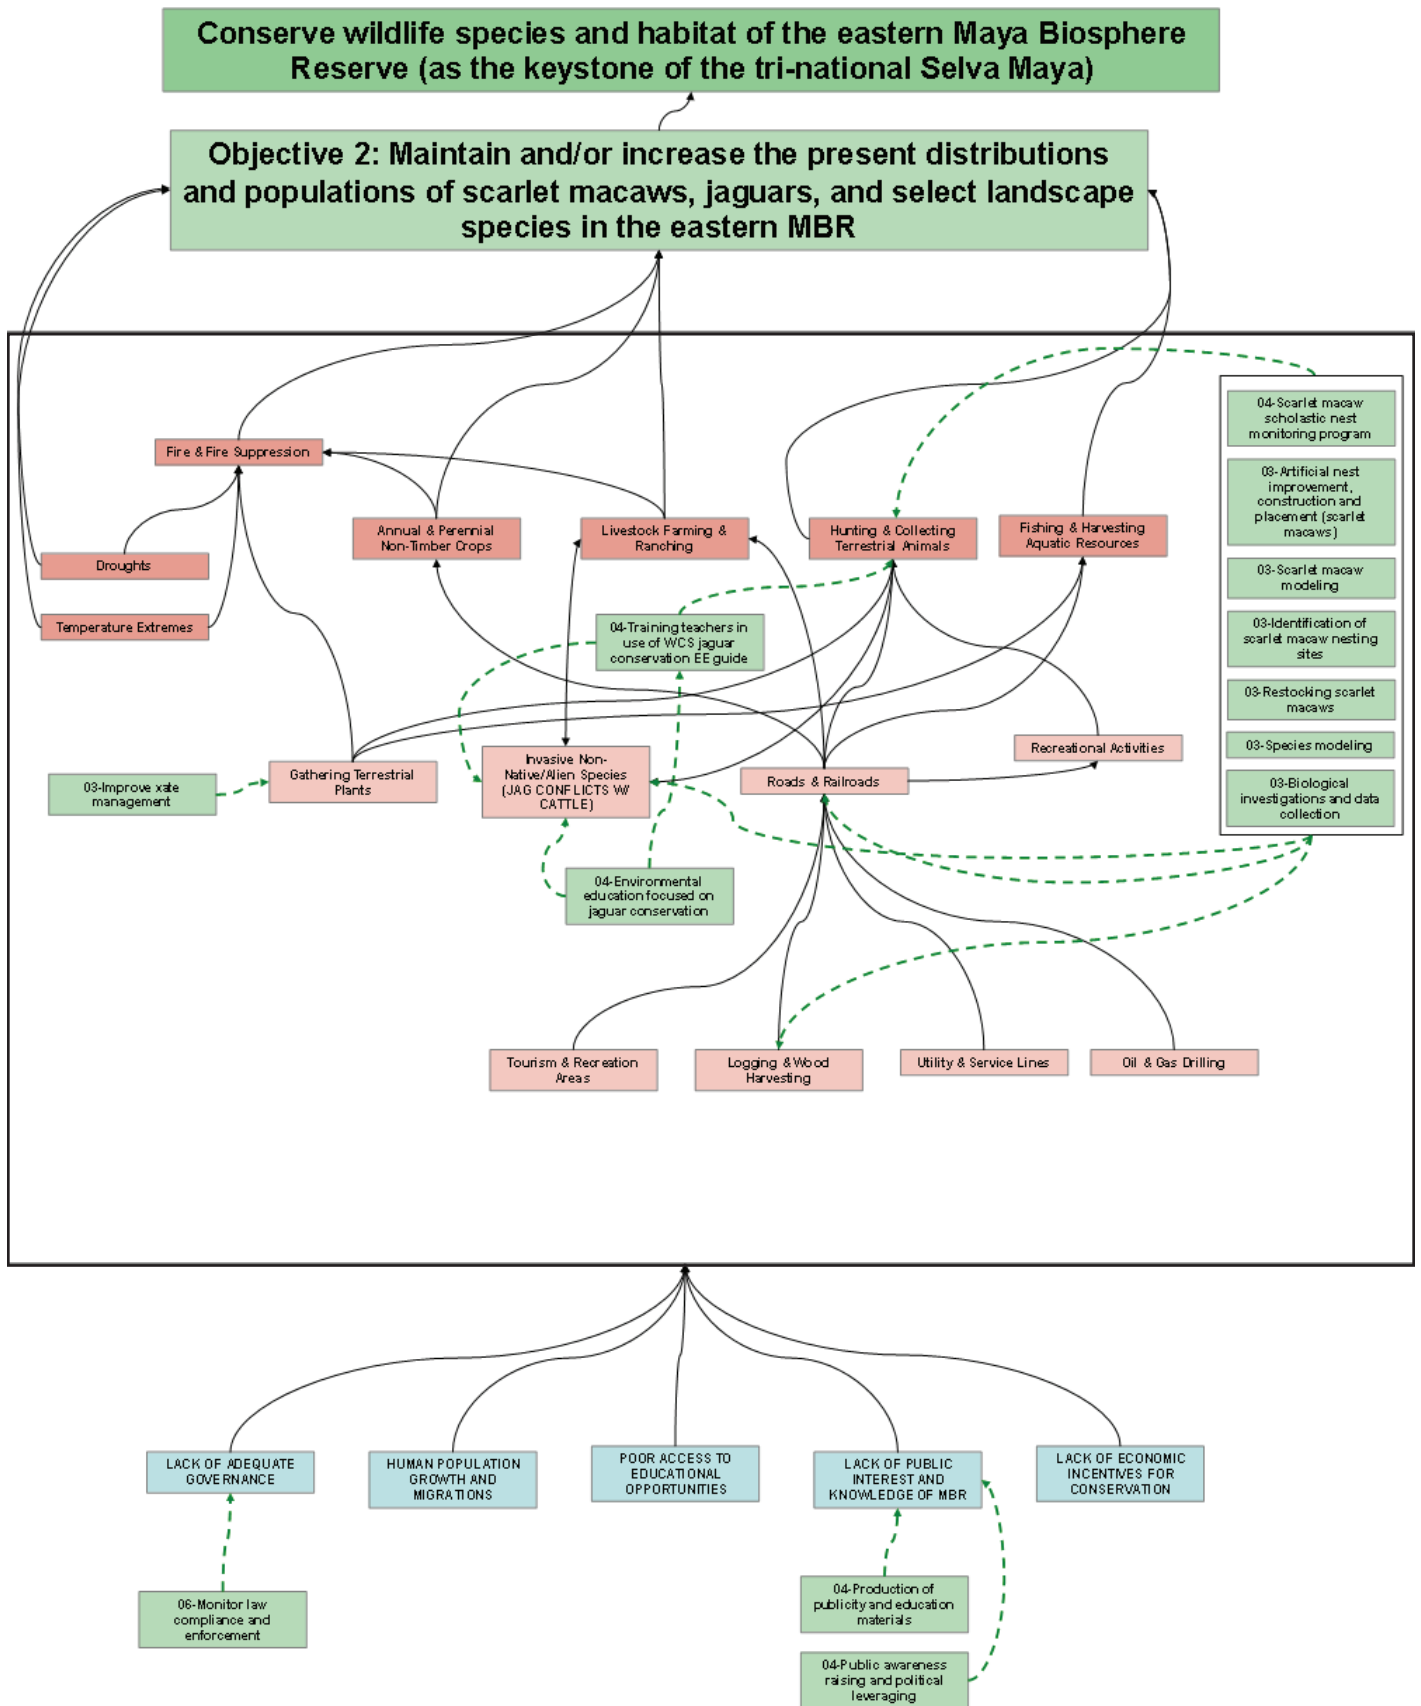 Conserve wildlife species and habitat of the eastern Maya Biosphere
Reserve (as the keystone of the tri-national Selva Maya)
Objective 2: Maintain and/or increase the present distributions
and populations of scarlet macaws, jaguars, and select landscape
species in the eastern MBR
04-Scarlet macaw
scholastic nest
monitoring program
Fire & Fire Suppression
03-Artificial nest
improvement,
construction and
placement (scarlet
macaws)
Annual & Perennial
Non-Timber Crops
Livestock Farming &
Ranching
Hunting & Collecting
Terrestrial Animals
Fishing & Harvesting
Aquatic Resources
Droughts
03-Scarlet macaw
modeling
Temperature Extremes
04-Training teachers in
use of WCS jaguar
conservation EE guide
03-Identification of
scarlet macaw nesting
sites
03-Restocking scarlet
macaws
Recreational Activities
03-Species modeling
03-Improve xate
management
Gathering Terrestrial
Plants
Invasive Non-
Native/Alien Species
(JAG CONFLICTS W/
CATTLE)
Roads & Railroads
03-Biological
investigations and data
collection
04-Environmental
education focused on
jaguar conservation
Tourism & Recreation
Areas
Logging & Wood
Harvesting
Utility & Service Lines
Oil & Gas Drilling
LACK OF ADEQUATE
GOVERNANCE
HUMAN POPULATION
GROWTH AND
MIGRATIONS
POOR ACCESS TO
EDUCATIONAL
OPPORTUNITIES
LACK OF PUBLIC
INTEREST AND
KNOWLEDGE OF MBR
LACK OF ECONOMIC
INCENTIVES FOR
CONSERVATION
06-Monitor law
compliance and
enforcement
04-Production of
publicity and education
materials
04-Public awareness
raising and political
leveraging